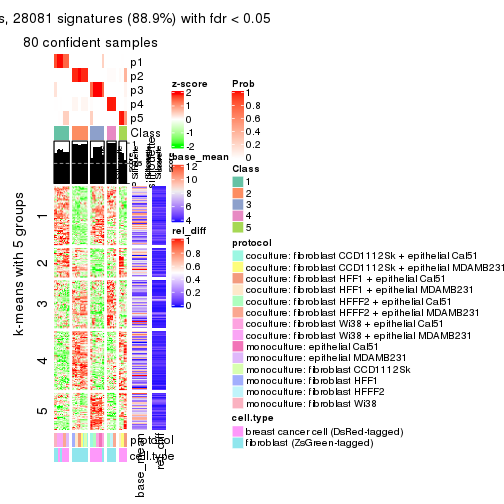 s, 28081 signatures (88.9%) with fdr < 0.05
80 confident samples
p1
p2
p3
p4
p5
Class
silhouette
score
k-means with 5 groups
1
2
3
4
5
protocol
cell.type
base_mean
rel_diff
z-score
2
1
0
-1
-2
base_mean
12
10
8
6
4
rel_diff
1
0.8
0.6
0.4
0.2
0
Prob
1
0.8
0.6
0.4
0.2
0
Class
1
2
3
4
5
protocol
coculture: fibroblast CCD1112Sk + epithelial Cal51
coculture: fibroblast CCD1112Sk + epithelial MDAMB231
coculture: fibroblast HFF1 + epithelial Cal51
coculture: fibroblast HFF1 + epithelial MDAMB231
coculture: fibroblast HFFF2 + epithelial Cal51
coculture: fibroblast HFFF2 + epithelial MDAMB231
coculture: fibroblast Wi38 + epithelial Cal51
coculture: fibroblast Wi38 + epithelial MDAMB231
monoculture: epithelial Cal51
monoculture: epithelial MDAMB231
monoculture: fibroblast CCD1112Sk
monoculture: fibroblast HFF1
monoculture: fibroblast HFFF2
monoculture: fibroblast Wi38
cell.type
breast cancer cell (DsRed-tagged)
fibroblast (ZsGreen-tagged)